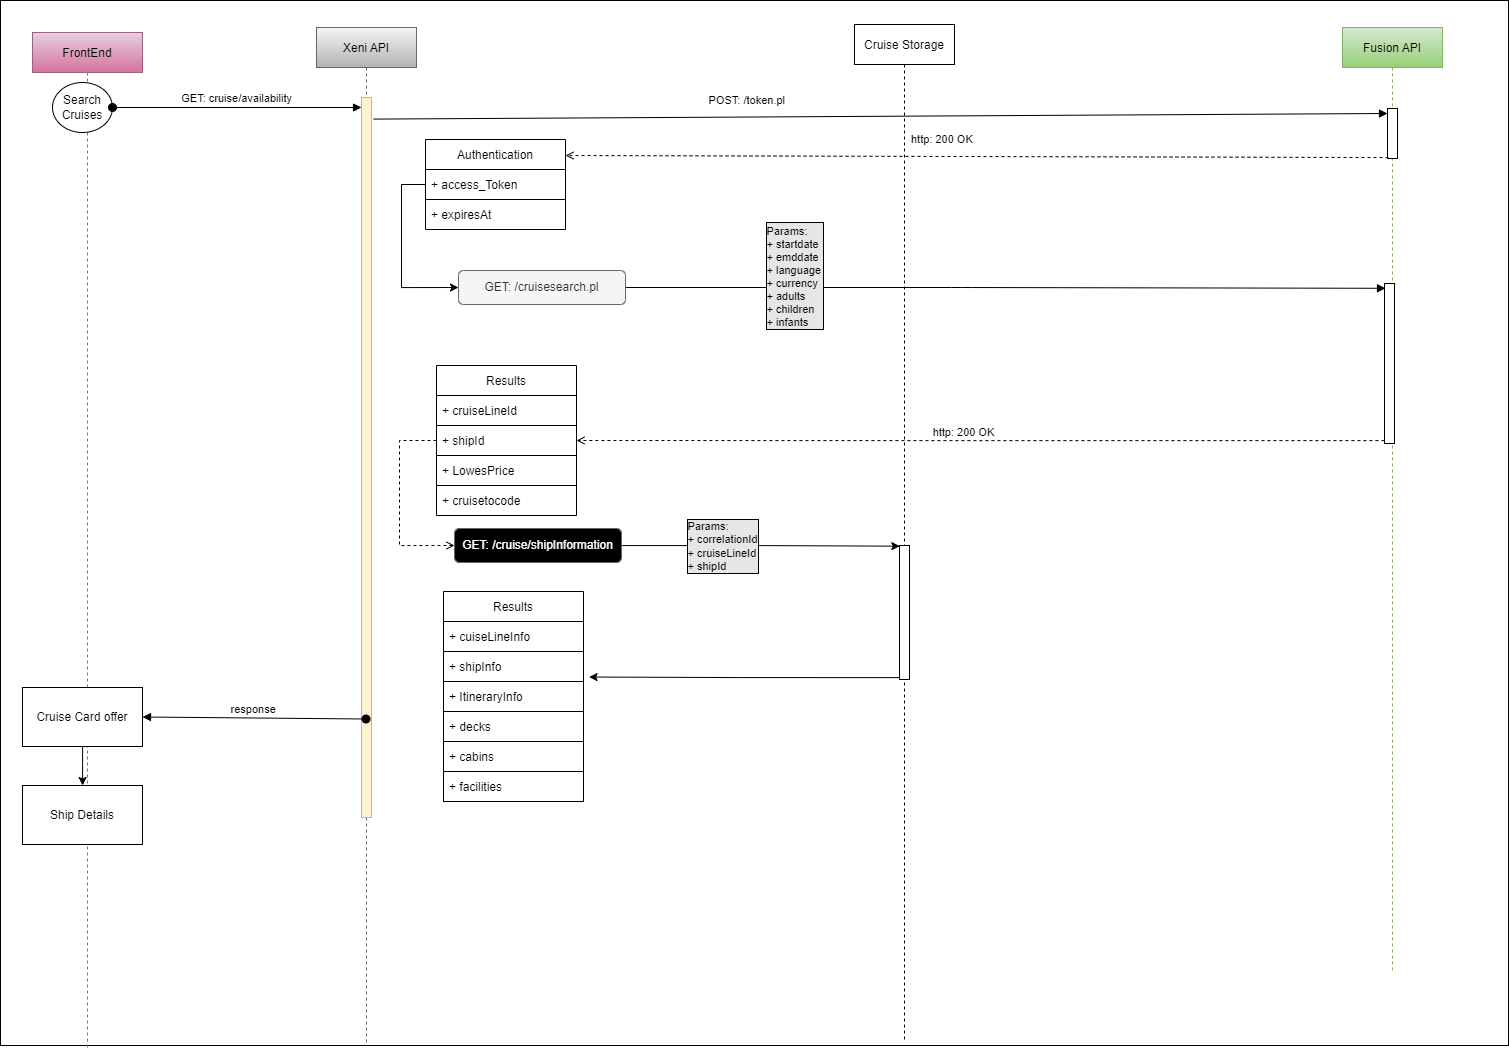 FrontEnd
Xeni API
Cruise Storage
Fusion API
Search
Cruises
GET: cruise/availability
POST: /token.pl
http: 200 OK
Authentication
+ access_Token
+ expiresAt
GET: /cruisesearch.pl
Params:
+ startdate
+ emddate
+ language
+ currency
+ adults
+ children
+ infants
Results
+ cruiseLineId
+ shipId
+ LowesPrice
+ cruisetocode
http: 200 OK
GET: /cruise/shipInformation
Params:
+ correlationId
+ cruiseLineId
+ shipId
Results
+ cuiseLineInfo
+ shipInfo
+ ItineraryInfo
+ decks
+ cabins
+ facilities
response
Cruise Card offer
Ship Details